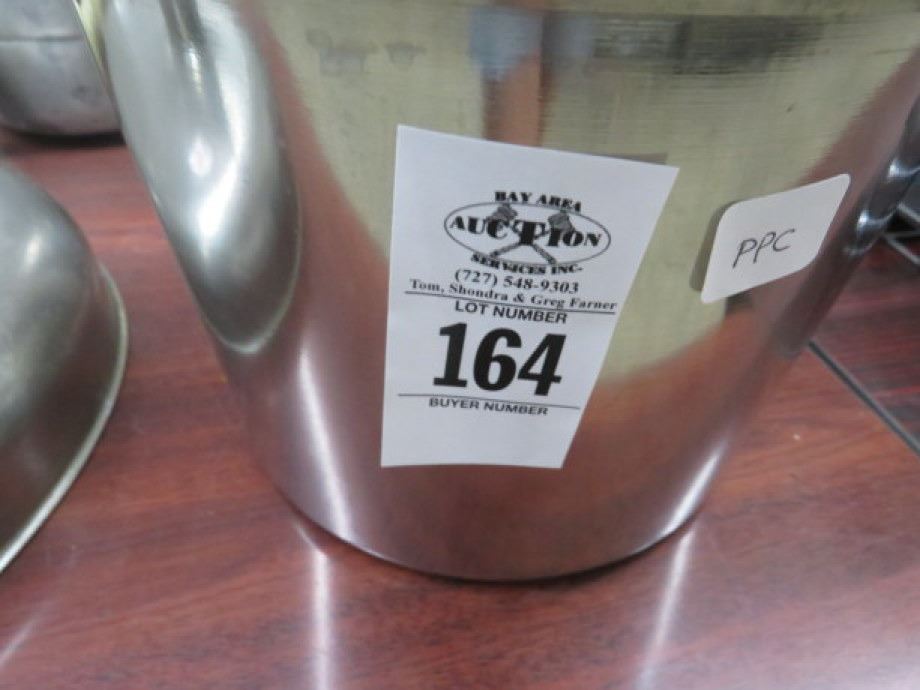 BAY AREA
AUCTION
SERVICES INC.
(727) 548-9303
Tom, Shondra & Greg Farner
LOT NUMBER
164
BUYER NUMBER
PPC